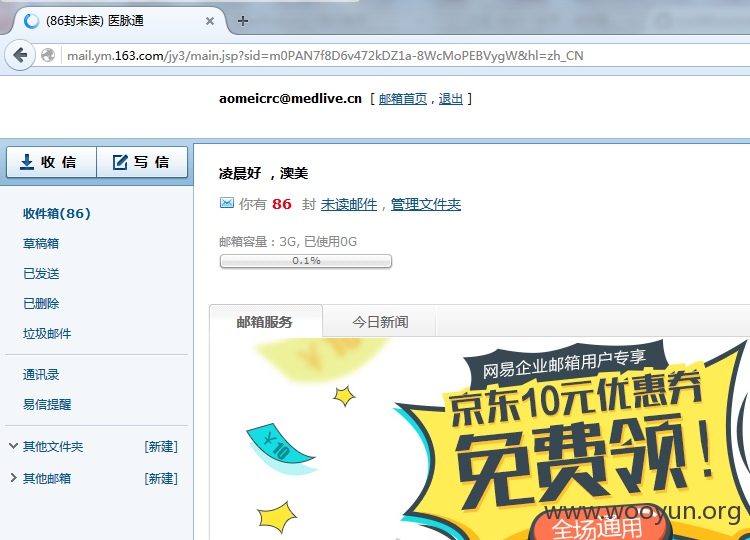 (86封未读) 医脉通
mail.ym.163.com/jy3/main.jsp?sid=m0PAN7f8D6v472kDZ1a-8WcMoPEBVygW&hl=zh_CN
aomeicrc@medlive.cn [ 邮箱首页 , 退出 ]
收 信 写 信
凌晨好 ，澳美
你有 86 封 未读邮件 , 管理文件夹
收件箱(86)
草稿箱
已发送
已删除
垃圾邮件
通讯录
易信提醒
其他文件夹 [新建]
其他邮箱 [新建]
邮箱容量 : 3G, 已使用0G
0.1%
邮箱服务 今日新闻
¥10
网易企业邮箱用户专享
京东10元优惠券
免费领!
¥10
全场通用
www.wooyun.org